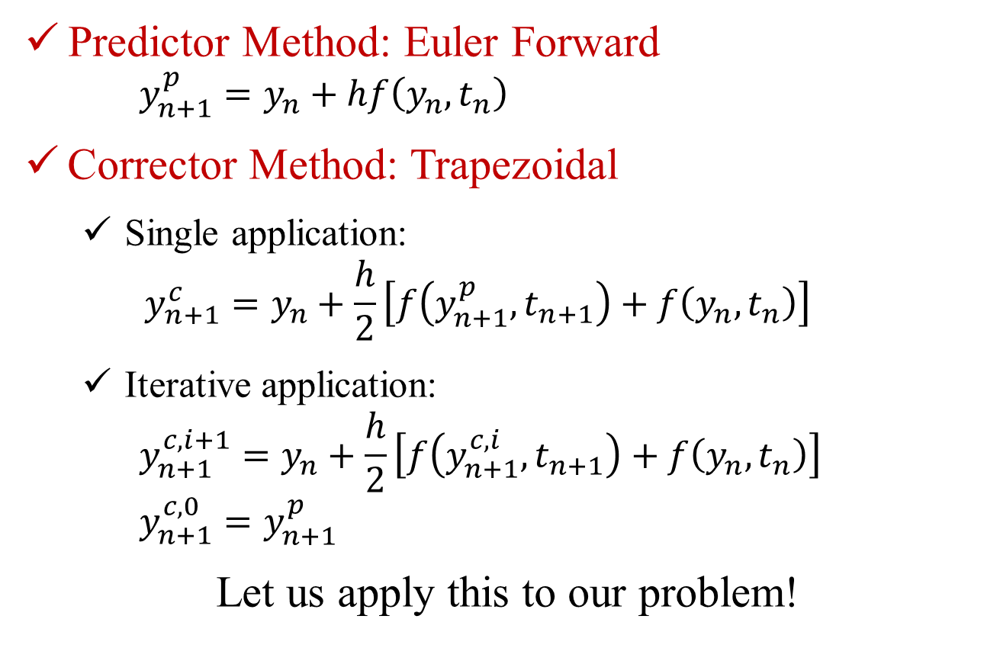 ✓ Predictor Method: Euler Forward
$y_{n+1}^{p} = y_n + hf(y_n, t_n)$
✓ Corrector Method: Trapezoidal
✓ Single application:
$y_{n+1}^{c} = y_n + \frac{h}{2}\left[f\left(y_{n+1}^{p}, t_{n+1}\right) + f(y_n, t_n)\right]$
✓ Iterative application:
$y_{n+1}^{c,i+1} = y_n + \frac{h}{2}\left[f\left(y_{n+1}^{c,i}, t_{n+1}\right) + f(y_n, t_n)\right]$
$y_{n+1}^{c,0} = y_{n+1}^{p}$
Let us apply this to our problem!